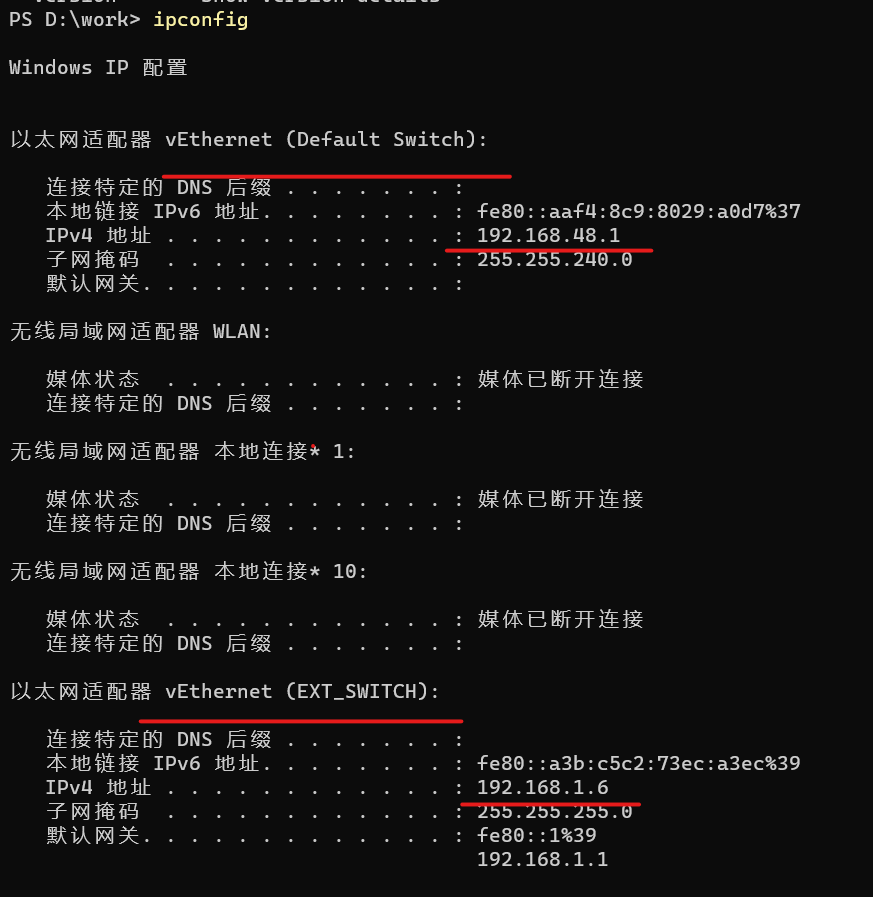 PS D:\work> ipconfig
Windows IP 配置
以太网适配器 vEthernet (Default Switch):
连接特定的 DNS 后缀 . . . . . . . :
本地链接 IPv6 地址. . . . . . . . : fe80::aaf4:8c9:8029:a0d7%37
IPv4 地址 . . . . . . . . . . . . : 192.168.48.1
子网掩码  . . . . . . . . . . . . : 255.255.240.0
默认网关. . . . . . . . . . . . . :
无线局域网适配器 WLAN:
媒体状态  . . . . . . . . . . . . : 媒体已断开连接
连接特定的 DNS 后缀 . . . . . . . :
无线局域网适配器 本地连接* 1:
媒体状态  . . . . . . . . . . . . : 媒体已断开连接
连接特定的 DNS 后缀 . . . . . . . :
无线局域网适配器 本地连接* 10:
媒体状态  . . . . . . . . . . . . : 媒体已断开连接
连接特定的 DNS 后缀 . . . . . . . :
以太网适配器 vEthernet (EXT_SWITCH):
连接特定的 DNS 后缀 . . . . . . . :
本地链接 IPv6 地址. . . . . . . . : fe80::a3b:c5c2:73ec:a3ec%39
IPv4 地址 . . . . . . . . . . . . : 192.168.1.6
子网掩码  . . . . . . . . . . . . : 255.255.255.0
默认网关. . . . . . . . . . . . . : fe80::1%39
192.168.1.1